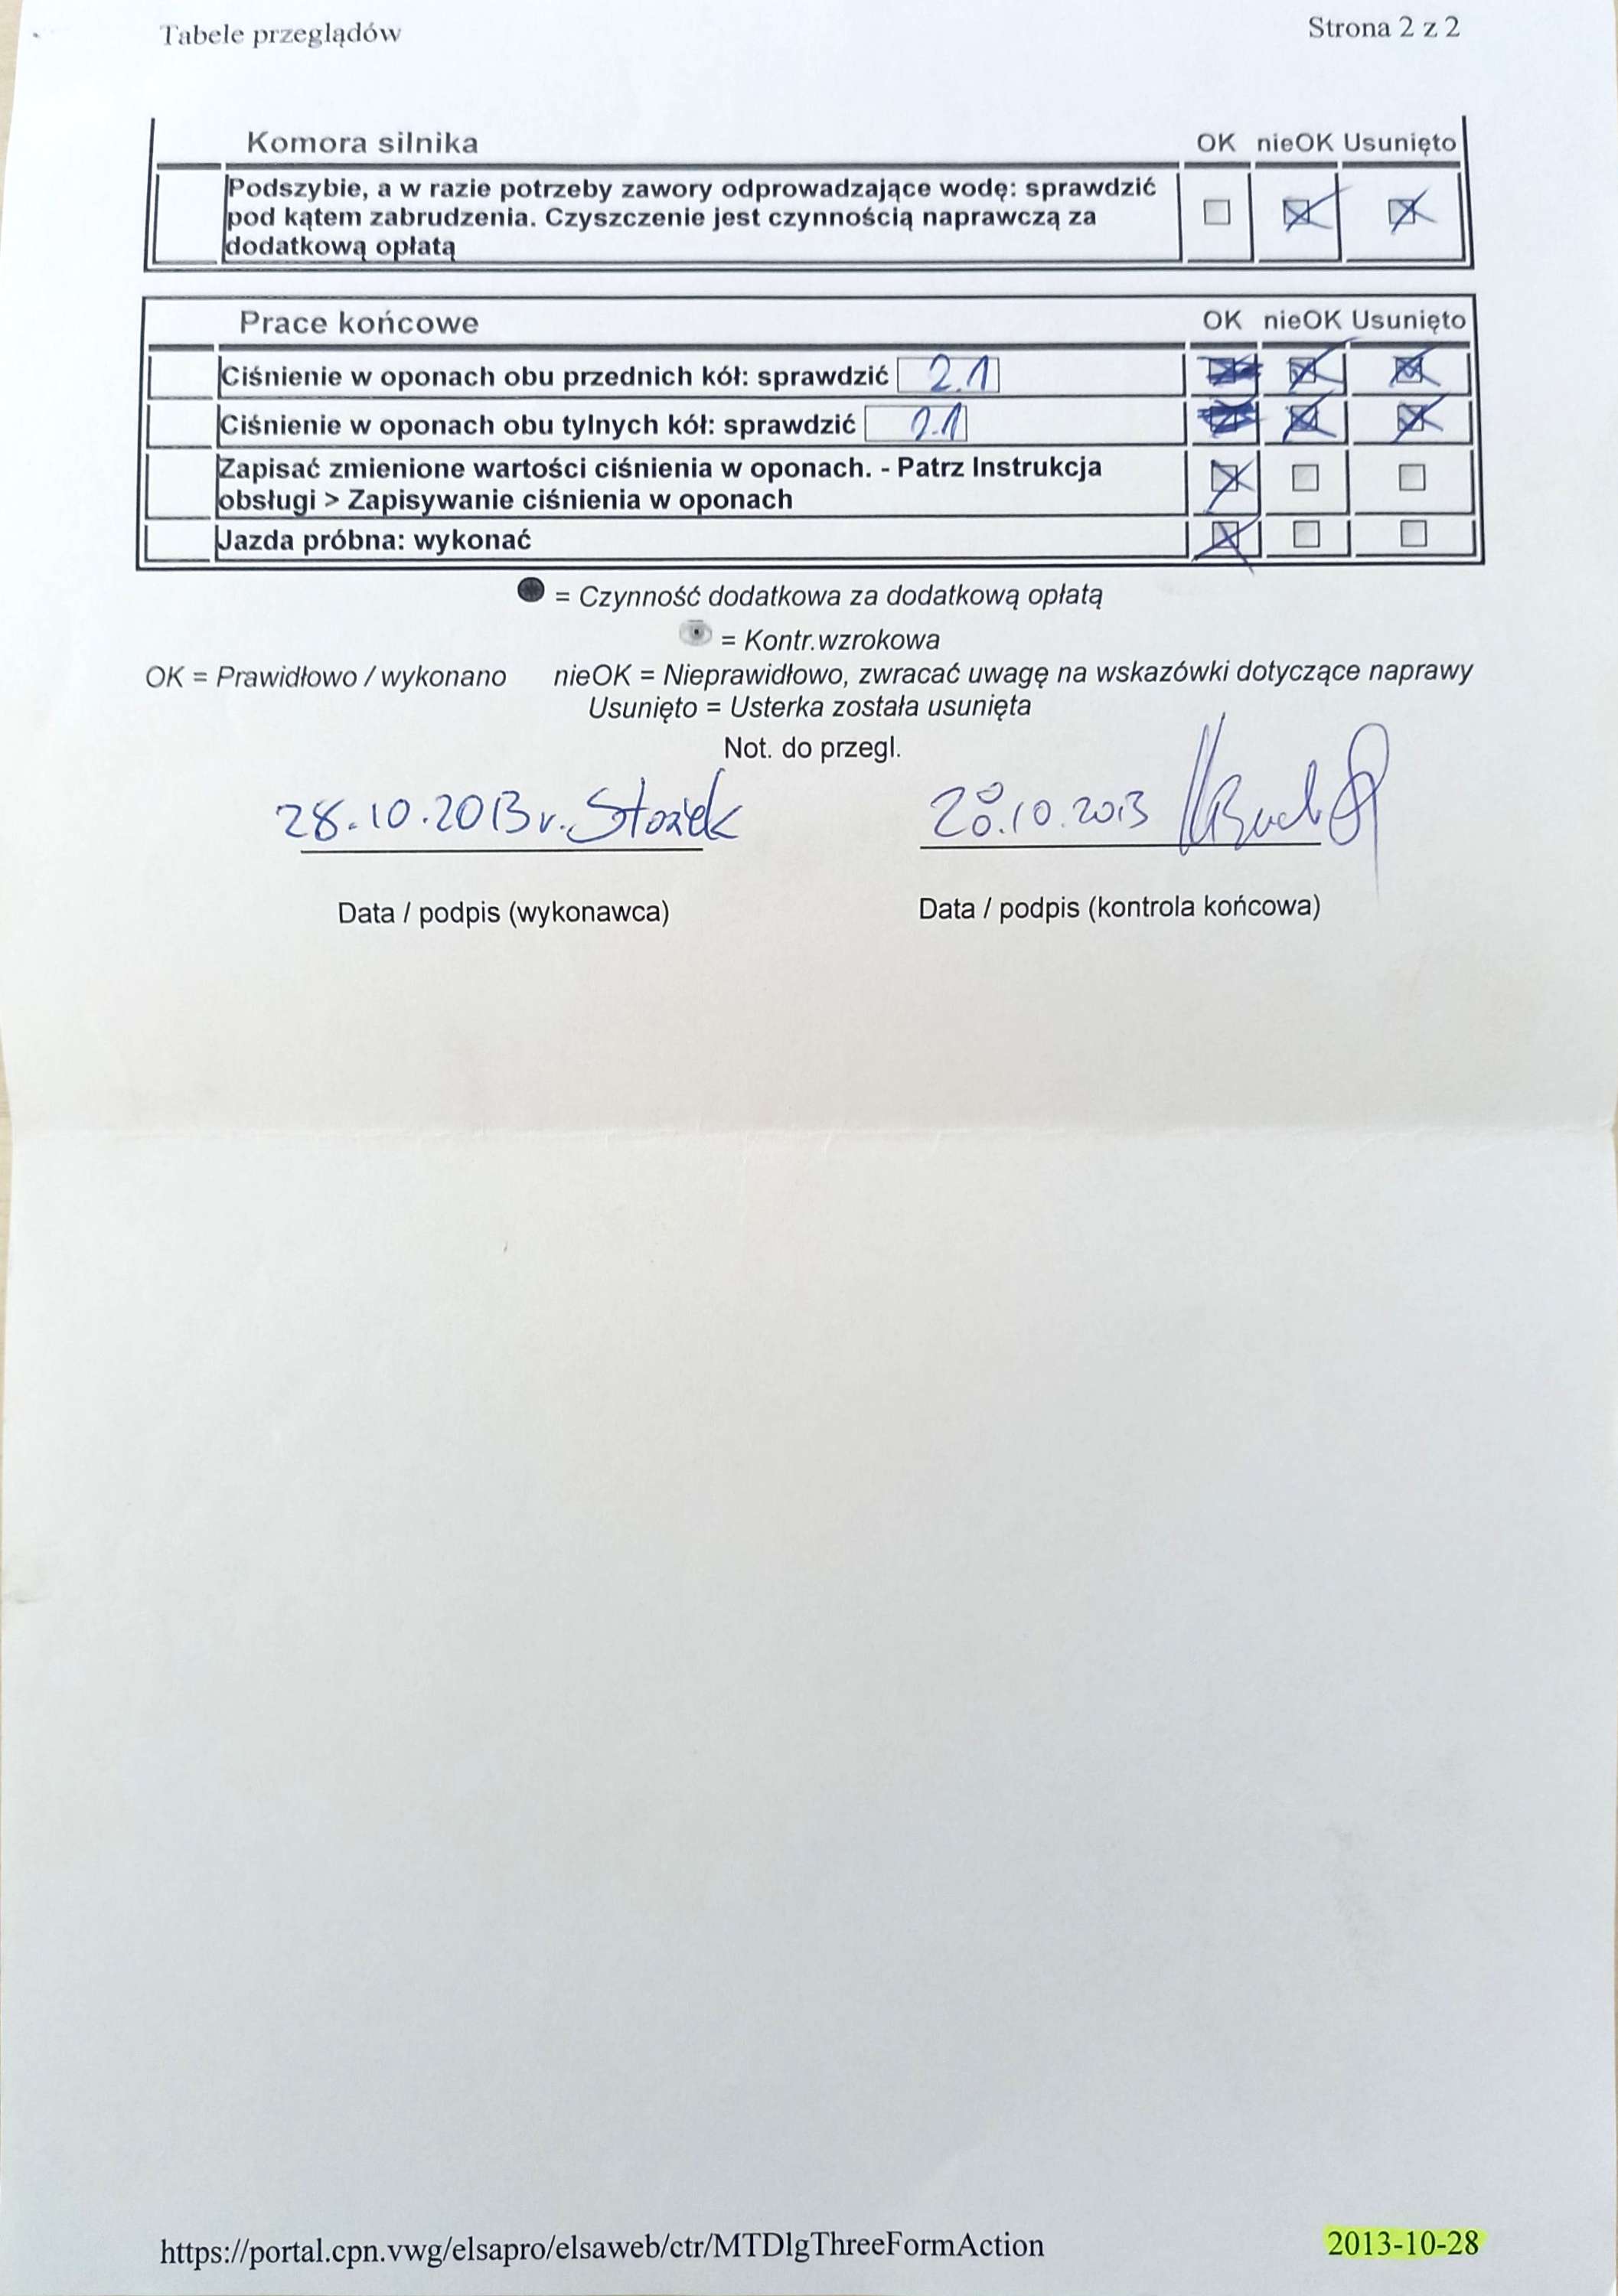 Tabele przeglądów
Strona 2 z 2
Komora silnika OK nieOK Usunięto
Podszybie, a w razie potrzeby zawory odprowadzające wodę: sprawdzić
pod kątem zabrudzenia. Czyszczenie jest czynnością naprawczą za
dodatkową opłatą
Prace końcowe OK nieOK Usunięto
Ciśnienie w oponach obu przednich kół: sprawdzić 2.1
Ciśnienie w oponach obu tylnych kół: sprawdzić 2.1
Zapisać zmienione wartości ciśnienia w oponach. - Patrz Instrukcja
obsługi > Zapisywanie ciśnienia w oponach
Jazda próbna: wykonać
= Czynność dodatkowa za dodatkową opłatą
= Kontr.wzrokowa
OK = Prawidłowo / wykonano nieOK = Nieprawidłowo, zwracać uwagę na wskazówki dotyczące naprawy
Usunięto = Usterka została usunięta
Not. do przegl.
28.10.2013 r. 28.10.2013
Data / podpis (wykonawca) Data / podpis (kontrola końcowa)
https://portal.cpn.vwg/elsapro/elsaweb/ctr/MTDlgThreeFormAction
2013-10-28